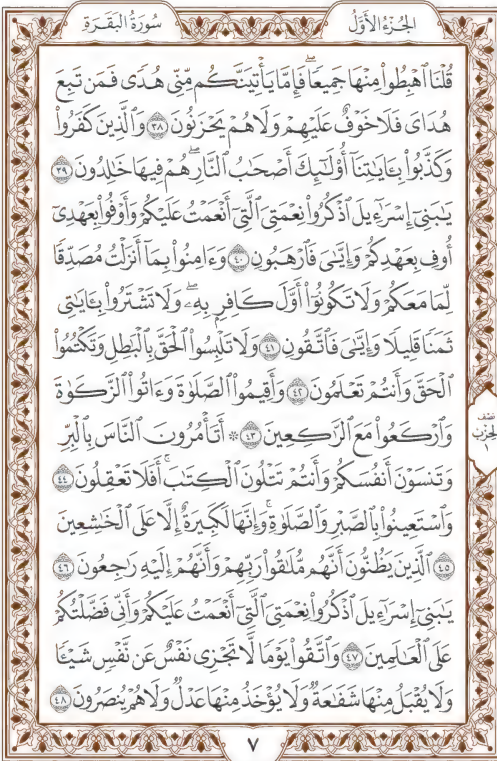 الجُزْءُ الأَوَّلُ
سُورَةُ البَقَرَةِ
قُلْنَا ٱهْبِطُوا۟ مِنْهَا جَمِيعًۭا ۖ فَإِمَّا يَأْتِيَنَّكُم مِّنِّى هُدًۭى فَمَن تَبِعَ
هُدَاىَ فَلَا خَوْفٌ عَلَيْهِمْ وَلَا هُمْ يَحْزَنُونَ ٣٨ وَٱلَّذِينَ كَفَرُوا۟
وَكَذَّبُوا۟ بِـَٔايَـٰتِنَآ أُو۟لَـٰٓئِكَ أَصْحَـٰبُ ٱلنَّارِ ۖ هُمْ فِيهَا خَـٰلِدُونَ ٣٩
يَـٰبَنِىٓ إِسْرَٰٓءِيلَ ٱذْكُرُوا۟ نِعْمَتِىَ ٱلَّتِىٓ أَنْعَمْتُ عَلَيْكُمْ وَأَوْفُوا۟ بِعَهْدِىٓ
أُوفِ بِعَهْدِكُمْ وَإِيَّـٰىَ فَٱرْهَبُونِ ٤٠ وَءَامِنُوا۟ بِمَآ أَنزَلْتُ مُصَدِّقًۭا
لِّمَا مَعَكُمْ وَلَا تَكُونُوٓا۟ أَوَّلَ كَافِرٍۭ بِهِۦ ۖ وَلَا تَشْتَرُوا۟ بِـَٔايَـٰتِى
ثَمَنًۭا قَلِيلًۭا وَإِيَّـٰىَ فَٱتَّقُونِ ٤١ وَلَا تَلْبِسُوا۟ ٱلْحَقَّ بِٱلْبَـٰطِلِ وَتَكْتُمُوا۟
ٱلْحَقَّ وَأَنتُمْ تَعْلَمُونَ ٤٢ وَأَقِيمُوا۟ ٱلصَّلَوٰةَ وَءَاتُوا۟ ٱلزَّكَوٰةَ
وَٱرْكَعُوا۟ مَعَ ٱلرَّٰكِعِينَ ٤٣ ۞ أَتَأْمُرُونَ ٱلنَّاسَ بِٱلْبِرِّ
وَتَنسَوْنَ أَنفُسَكُمْ وَأَنتُمْ تَتْلُونَ ٱلْكِتَـٰبَ ۚ أَفَلَا تَعْقِلُونَ ٤٤
وَٱسْتَعِينُوا۟ بِٱلصَّبْرِ وَٱلصَّلَوٰةِ ۚ وَإِنَّهَا لَكَبِيرَةٌ إِلَّا عَلَى ٱلْخَـٰشِعِينَ
٤٥ ٱلَّذِينَ يَظُنُّونَ أَنَّهُم مُّلَـٰقُوا۟ رَبِّهِمْ وَأَنَّهُمْ إِلَيْهِ رَٰجِعُونَ ٤٦
يَـٰبَنِىٓ إِسْرَٰٓءِيلَ ٱذْكُرُوا۟ نِعْمَتِىَ ٱلَّتِىٓ أَنْعَمْتُ عَلَيْكُمْ وَأَنِّى فَضَّلْتُكُمْ
عَلَى ٱلْعَـٰلَمِينَ ٤٧ وَٱتَّقُوا۟ يَوْمًۭا لَّا تَجْزِى نَفْسٌ عَن نَّفْسٍۢ شَيْـًۭٔا
وَلَا يُقْبَلُ مِنْهَا شَفَـٰعَةٌۭ وَلَا يُؤْخَذُ مِنْهَا عَدْلٌۭ وَلَا هُمْ يُنصَرُونَ ٤٨
نصف
الحزب
١
٧